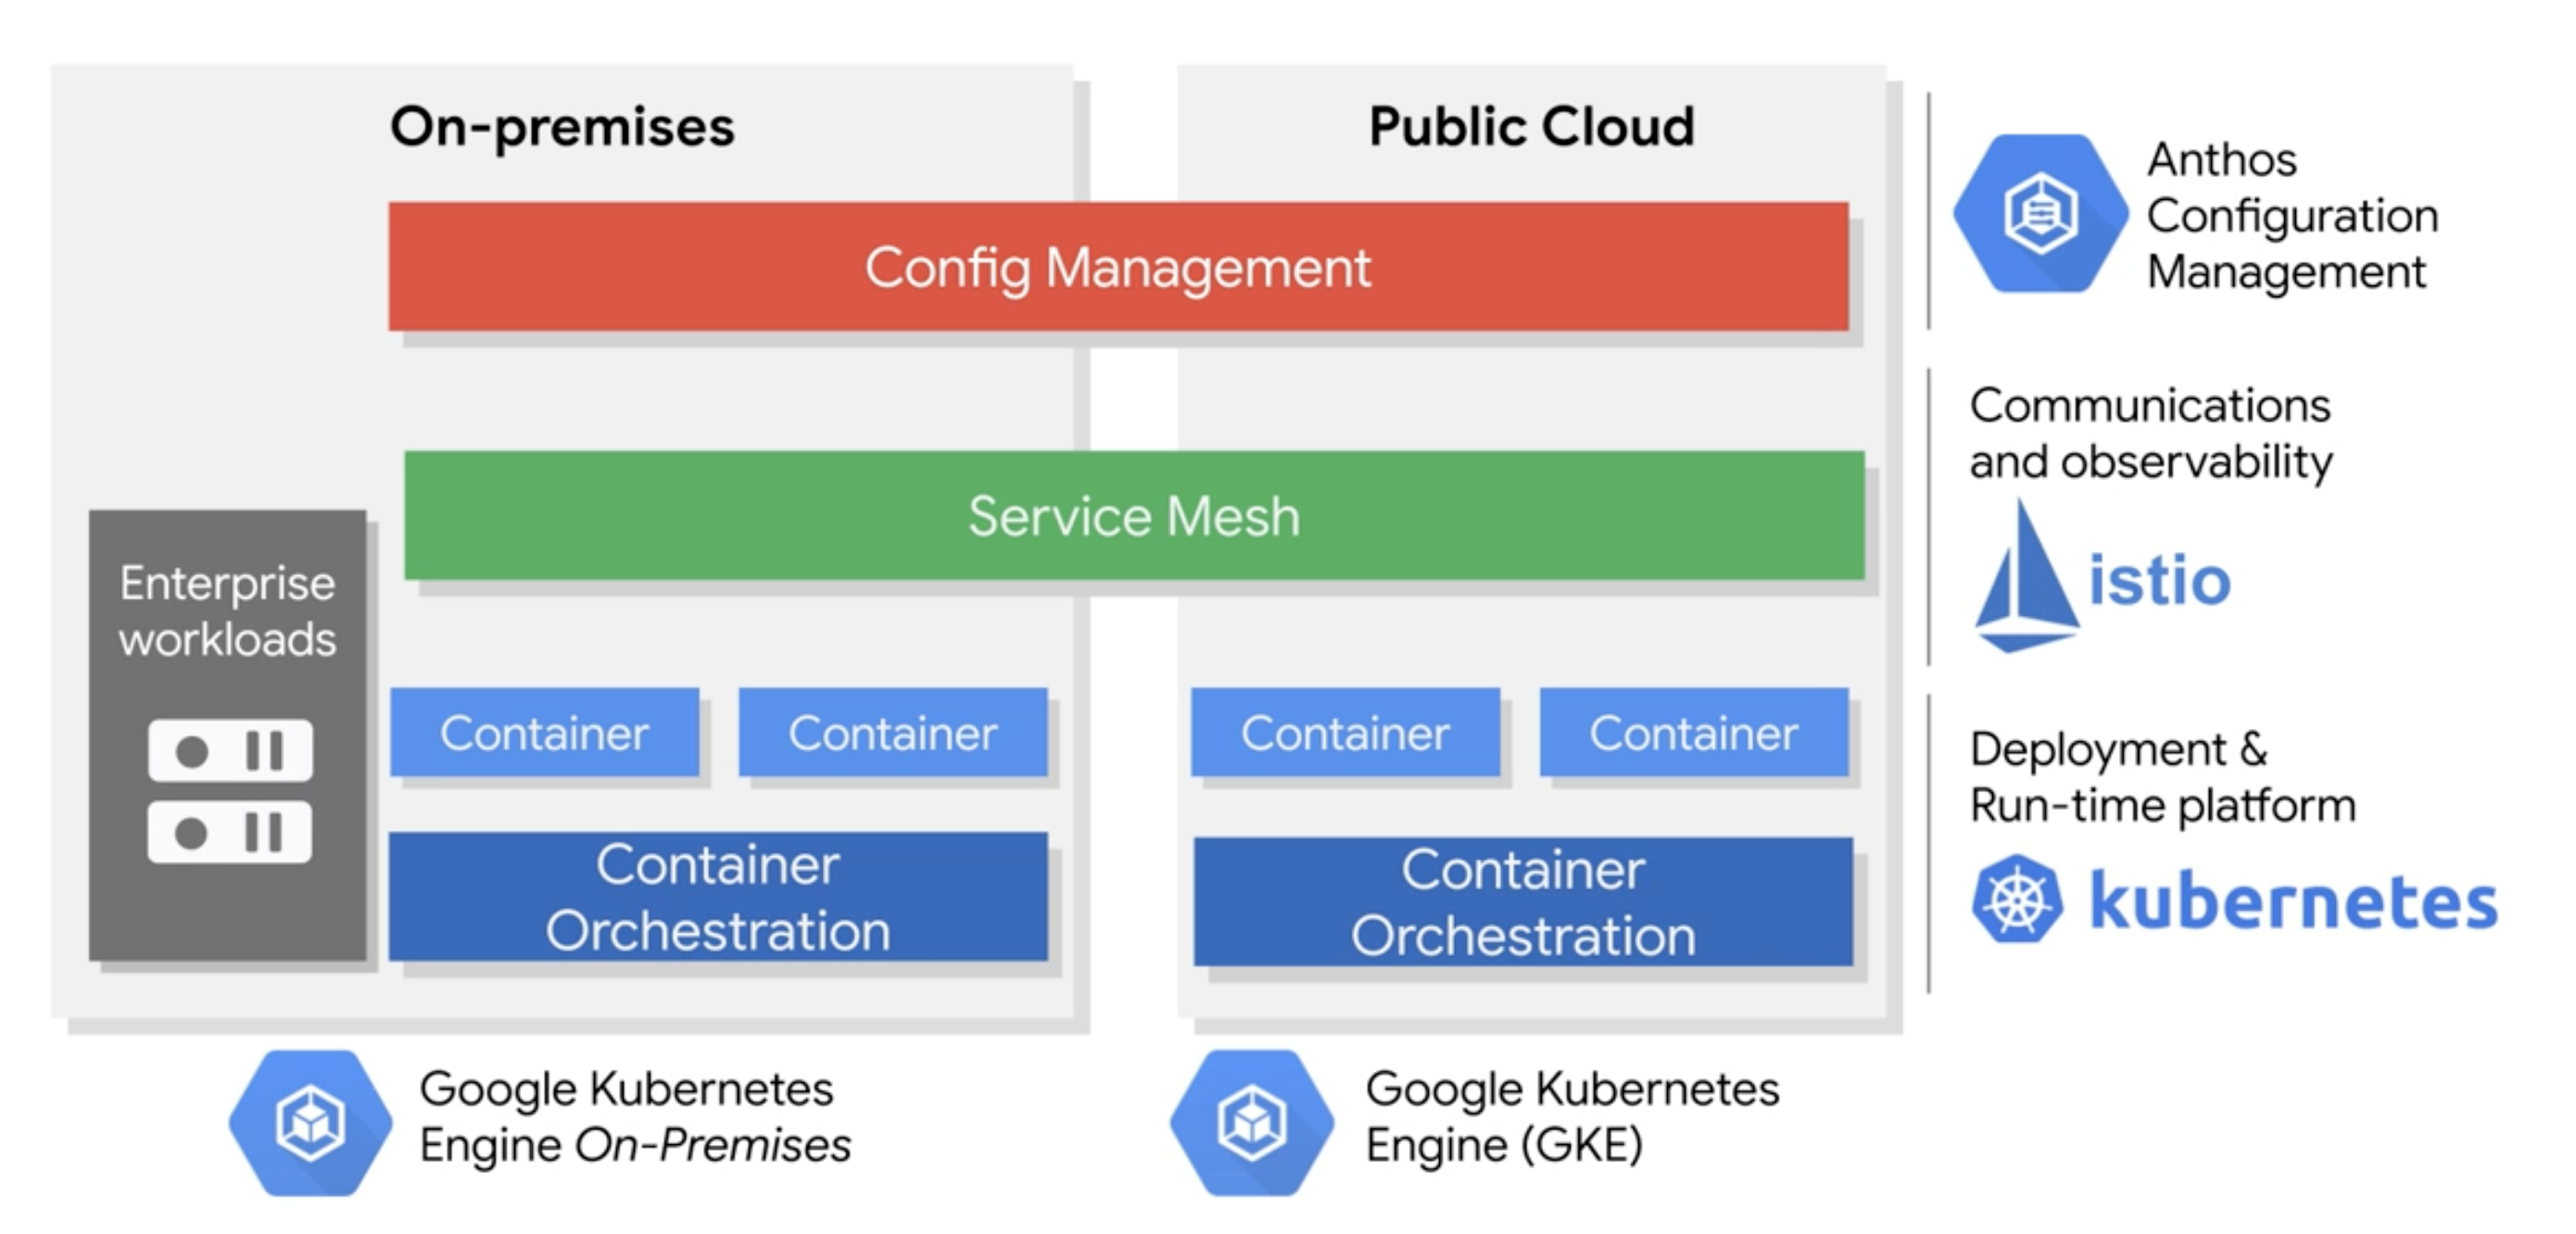 On-premises
Public Cloud
Config Management
Anthos
Configuration
Management
Service Mesh
Communications
and observability
istio
Enterprise
workloads
Container
Container
Container
Container
Deployment &
Run-time platform
kubernetes
Container
Orchestration
Container
Orchestration
Google Kubernetes
Engine On-Premises
Google Kubernetes
Engine (GKE)